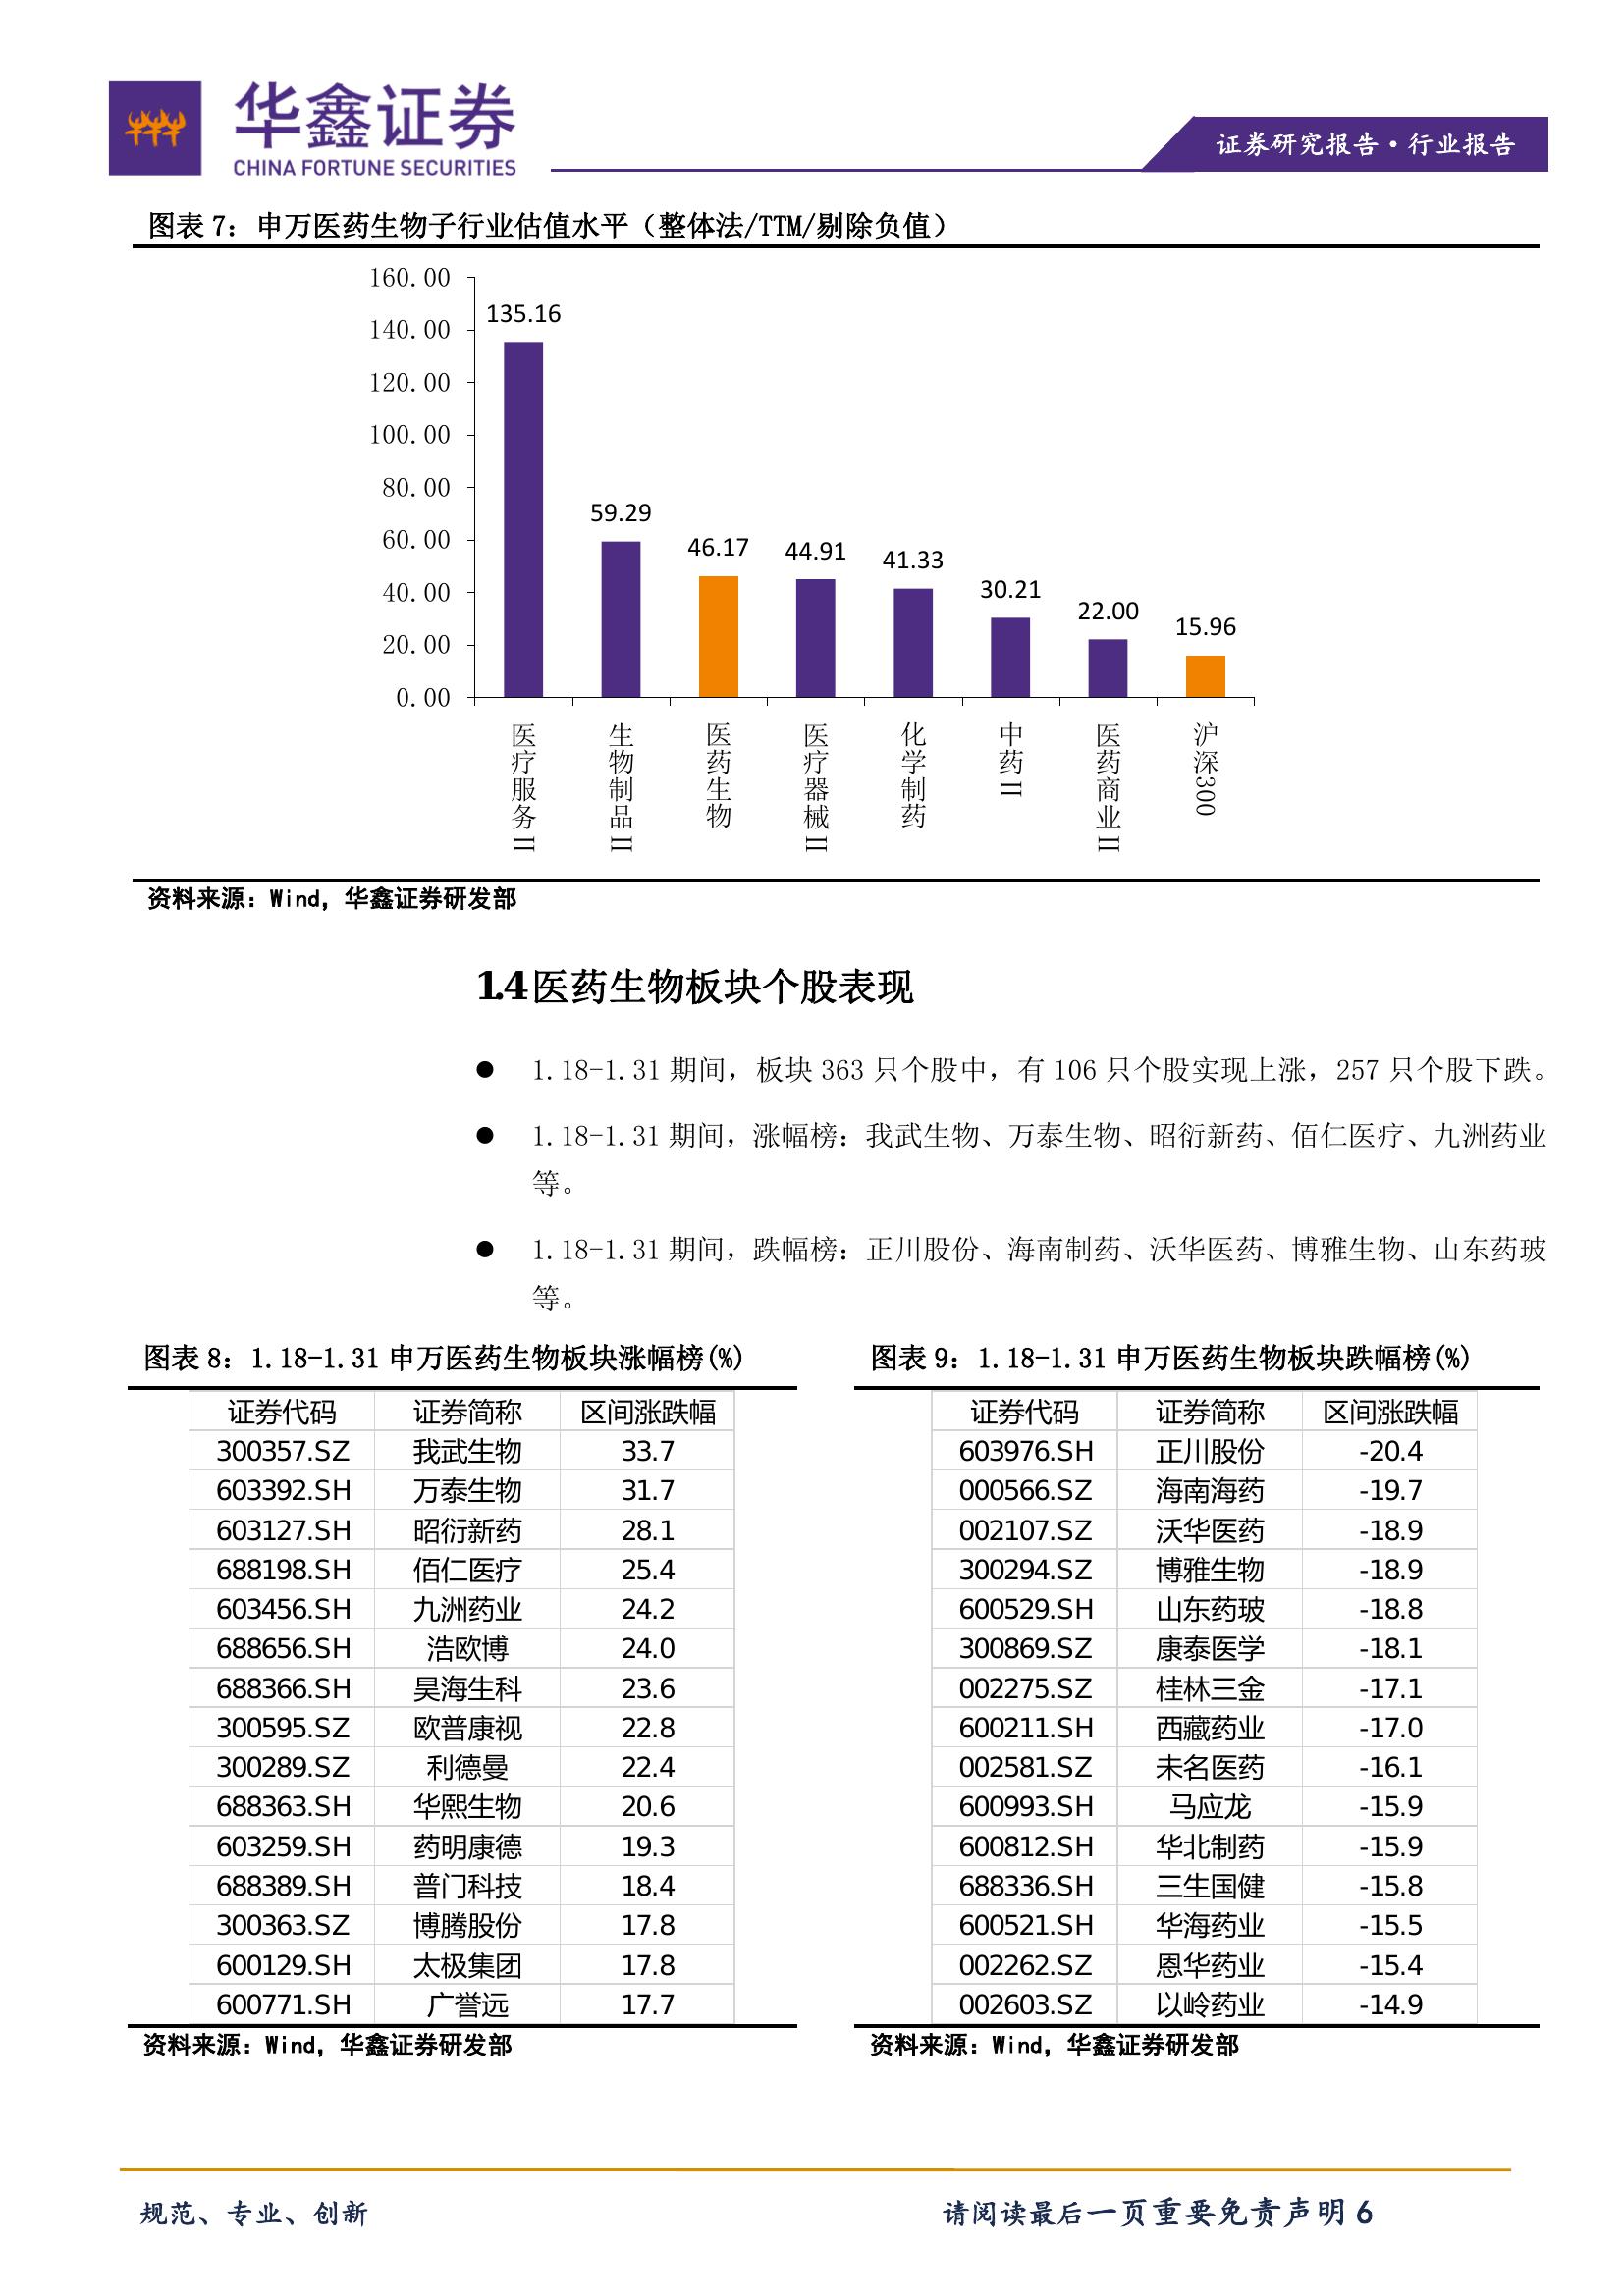 华鑫证券
CHINA FORTUNE SECURITIES
证券研究报告·行业报告
图表 7：申万医药生物子行业估值水平（整体法/TTM/剔除负值）
160.00
140.00
120.00
100.00
80.00
60.00
40.00
20.00
0.00
135.16
59.29
46.17
44.91
41.33
30.21
22.00
15.96
医疗服务Ⅱ
生物制品Ⅱ
医药生物
医疗器械Ⅱ
化学制药
中药Ⅱ
医药商业Ⅱ
沪深300
资料来源：Wind，华鑫证券研发部
1.4 医药生物板块个股表现
● 1.18-1.31 期间，板块 363 只个股中，有 106 只个股实现上涨，257 只个股下跌。
● 1.18-1.31 期间，涨幅榜：我武生物、万泰生物、昭衍新药、佰仁医疗、九洲药业
等。
● 1.18-1.31 期间，跌幅榜：正川股份、海南制药、沃华医药、博雅生物、山东药玻
等。
图表 8：1.18-1.31 申万医药生物板块涨幅榜(%)
证券代码 证券简称 区间涨跌幅
300357.SZ 我武生物 33.7
603392.SH 万泰生物 31.7
603127.SH 昭衍新药 28.1
688198.SH 佰仁医疗 25.4
603456.SH 九洲药业 24.2
688656.SH 浩欧博 24.0
688366.SH 昊海生科 23.6
300595.SZ 欧普康视 22.8
300289.SZ 利德曼 22.4
688363.SH 华熙生物 20.6
603259.SH 药明康德 19.3
688389.SH 普门科技 18.4
300363.SZ 博腾股份 17.8
600129.SH 太极集团 17.8
600771.SH 广誉远 17.7
资料来源：Wind，华鑫证券研发部
图表 9：1.18-1.31 申万医药生物板块跌幅榜(%)
证券代码 证券简称 区间涨跌幅
603976.SH 正川股份 -20.4
000566.SZ 海南海药 -19.7
002107.SZ 沃华医药 -18.9
300294.SZ 博雅生物 -18.9
600529.SH 山东药玻 -18.8
300869.SZ 康泰医学 -18.1
002275.SZ 桂林三金 -17.1
600211.SH 西藏药业 -17.0
002581.SZ 未名医药 -16.1
600993.SH 马应龙 -15.9
600812.SH 华北制药 -15.9
688336.SH 三生国健 -15.8
600521.SH 华海药业 -15.5
002262.SZ 恩华药业 -15.4
002603.SZ 以岭药业 -14.9
资料来源：Wind，华鑫证券研发部
规范、专业、创新
请阅读最后一页重要免责声明 6